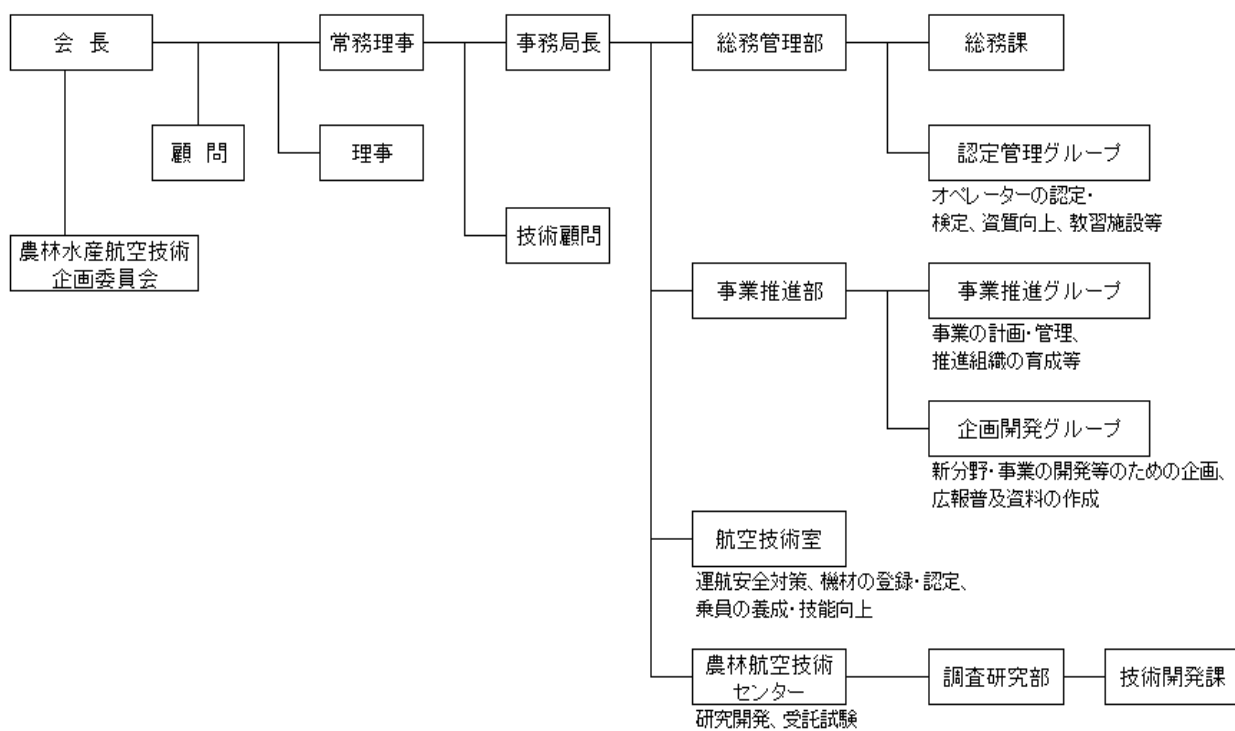 会 長
常務理事
事務局長
総務管理部
総務課
顧 問
理事
認定管理グループ
オペレーターの認定・
検定、資質向上、教習施設等
技術顧問
農林水産航空技術
企画委員会
事業推進部
事業推進グループ
事業の計画・管理、
推進組織の育成等
企画開発グループ
新分野・事業の開発等のための企画、
広報普及資料の作成
航空技術室
運航安全対策、機材の登録・認定、
乗員の養成・技能向上
農林航空技術
センター
調査研究部
技術開発課
研究開発、受託試験